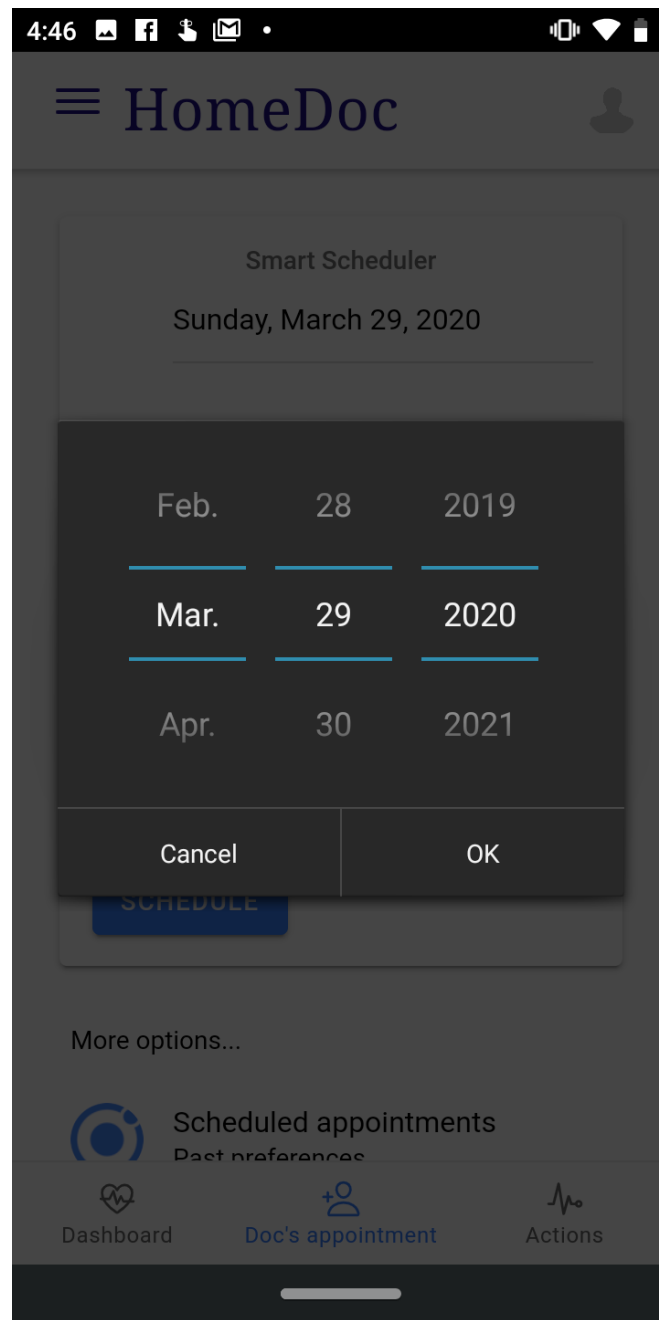 4:46
HomeDoc
Smart Scheduler
Sunday, March 29, 2020
Feb. 28 2019
Mar. 29 2020
Apr. 30 2021
Cancel OK
SCHEDULE
More options...
Scheduled appointments
Past preferences
Dashboard Doc's appointment Actions